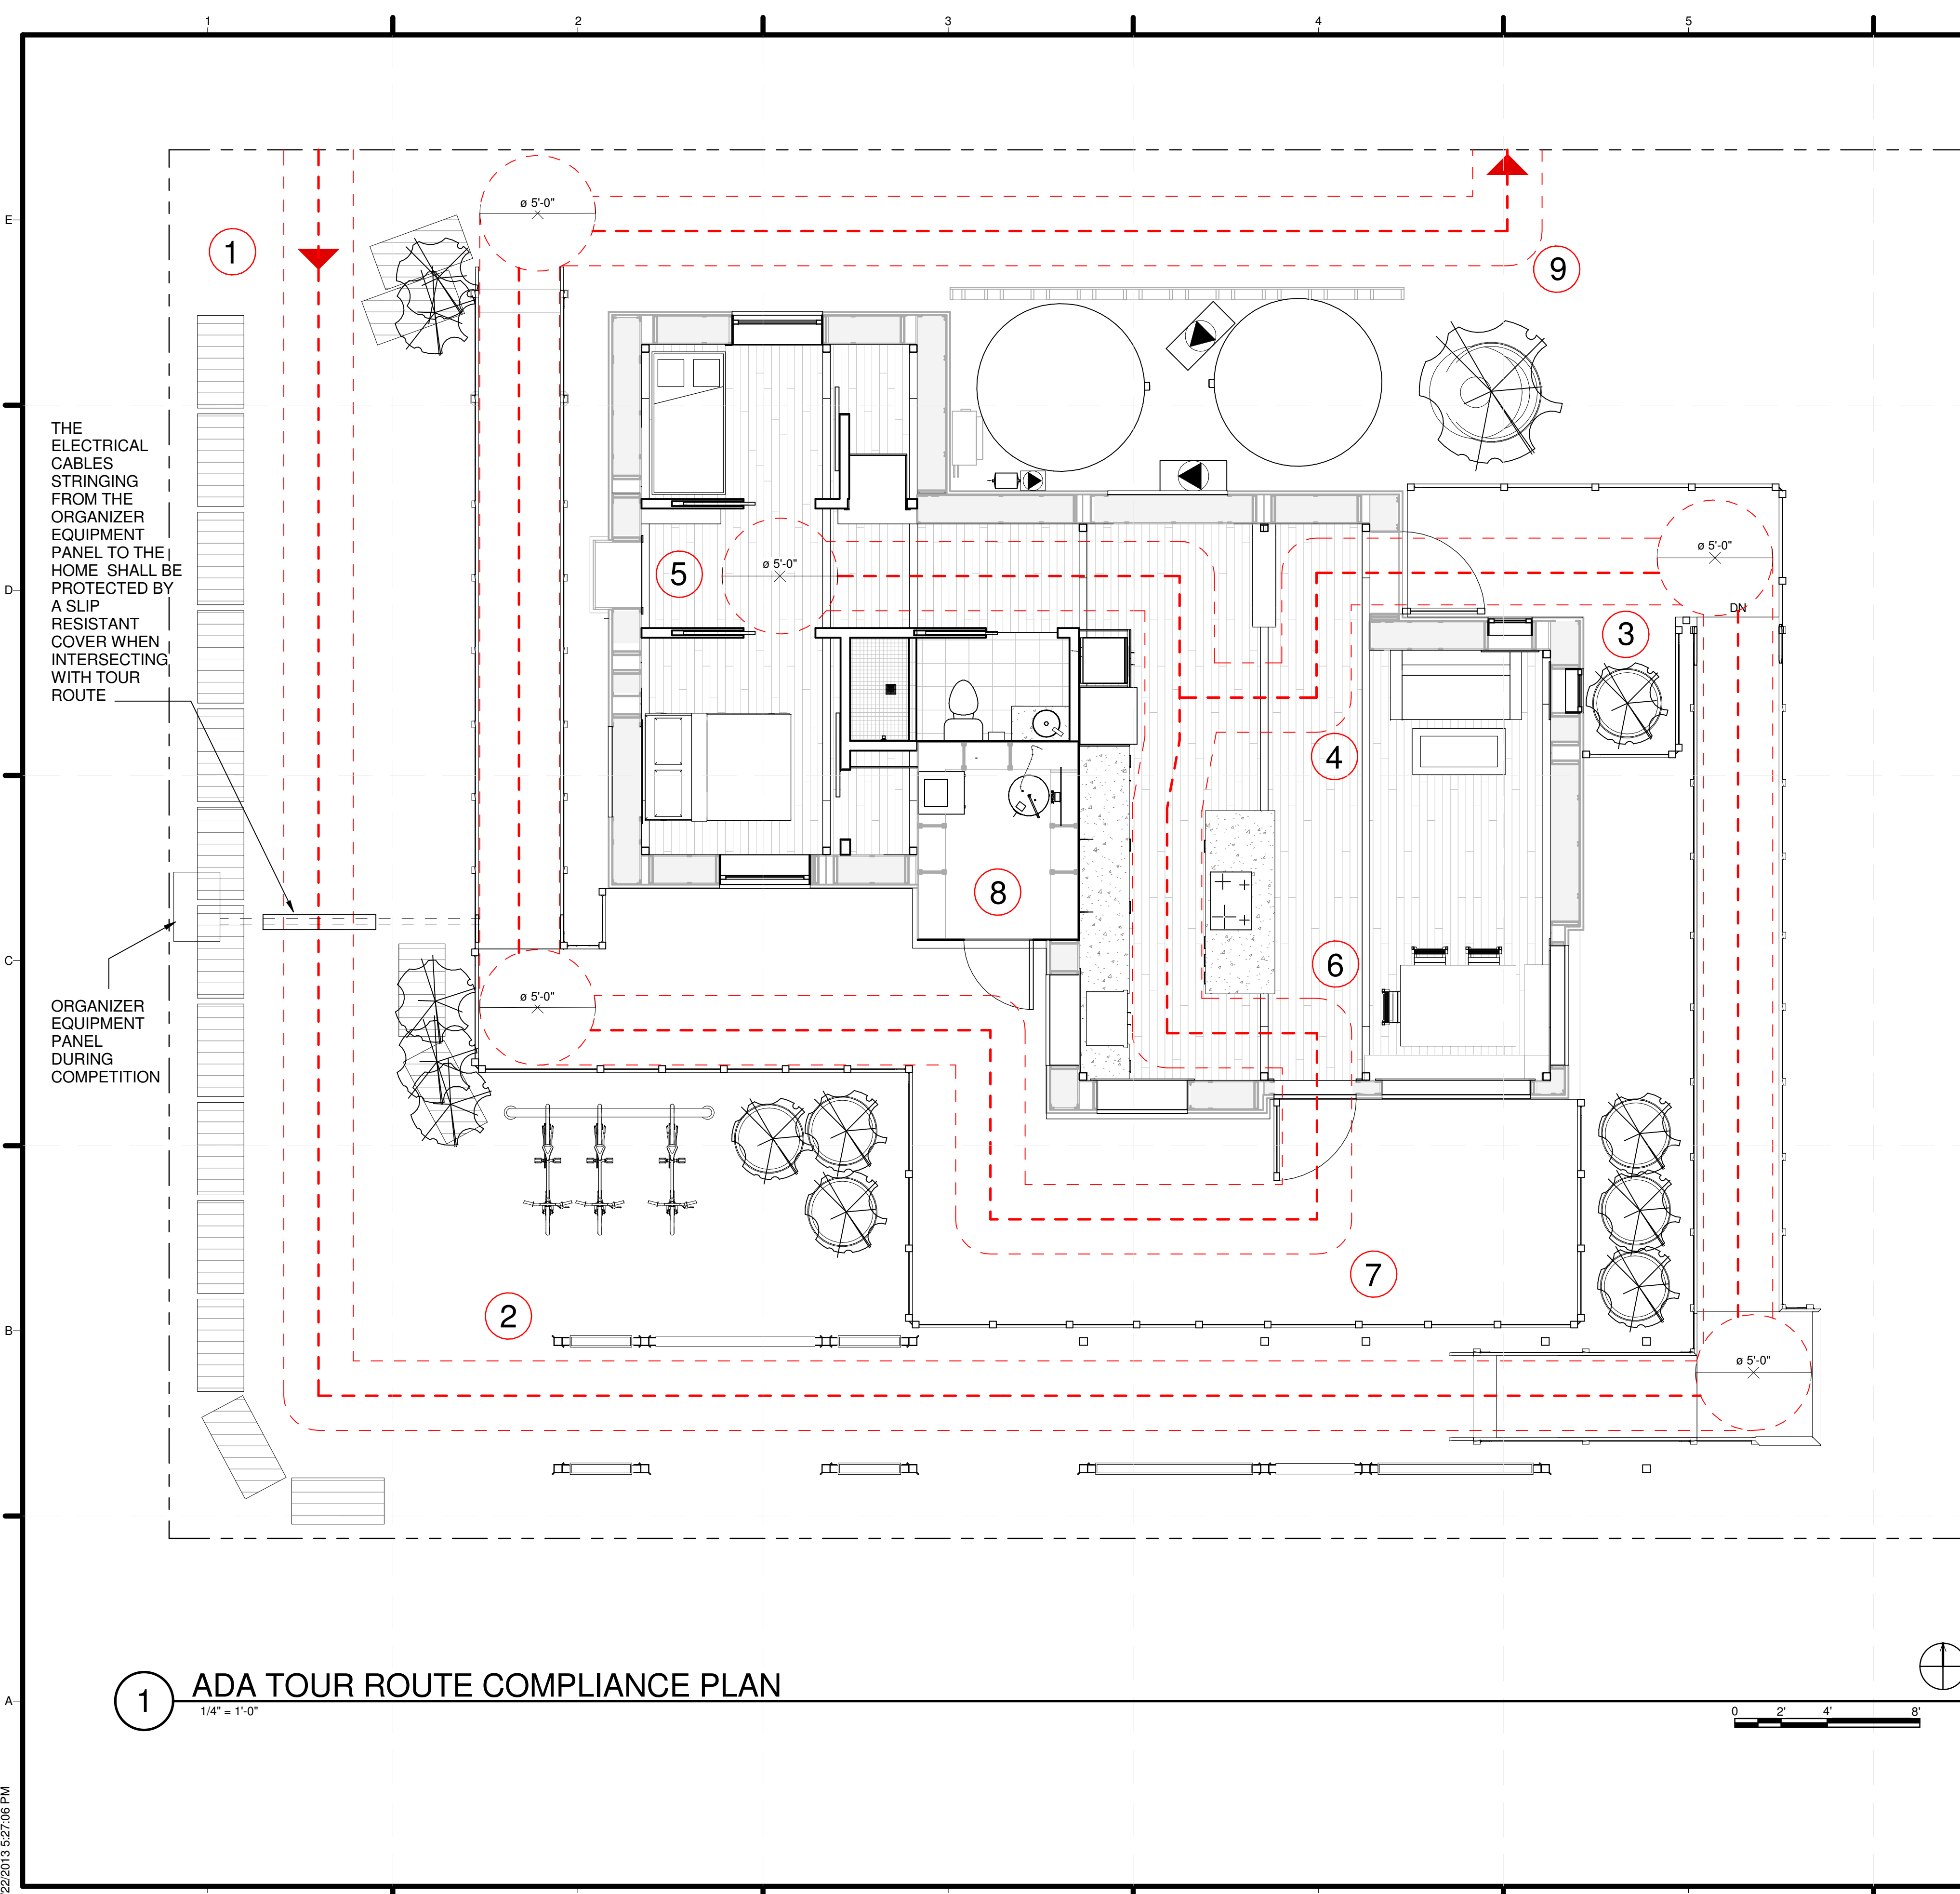 1 2 3 4 5
E
D
C
B
A
1
ø 5'-0"
9
THE
ELECTRICAL
CABLES
STRINGING
FROM THE
ORGANIZER
EQUIPMENT
PANEL TO THE
HOME SHALL BE
PROTECTED BY
A SLIP
RESISTANT
COVER WHEN
INTERSECTING
WITH TOUR
ROUTE
5
ø 5'-0"
ø 5'-0"
DN
3
4
8
6
ORGANIZER
EQUIPMENT
PANEL
DURING
COMPETITION
ø 5'-0"
7
2
ø 5'-0"
1
ADA TOUR ROUTE COMPLIANCE PLAN
1/4" = 1'-0"
0 2' 4' 8'
22/2013 5:27:06 PM